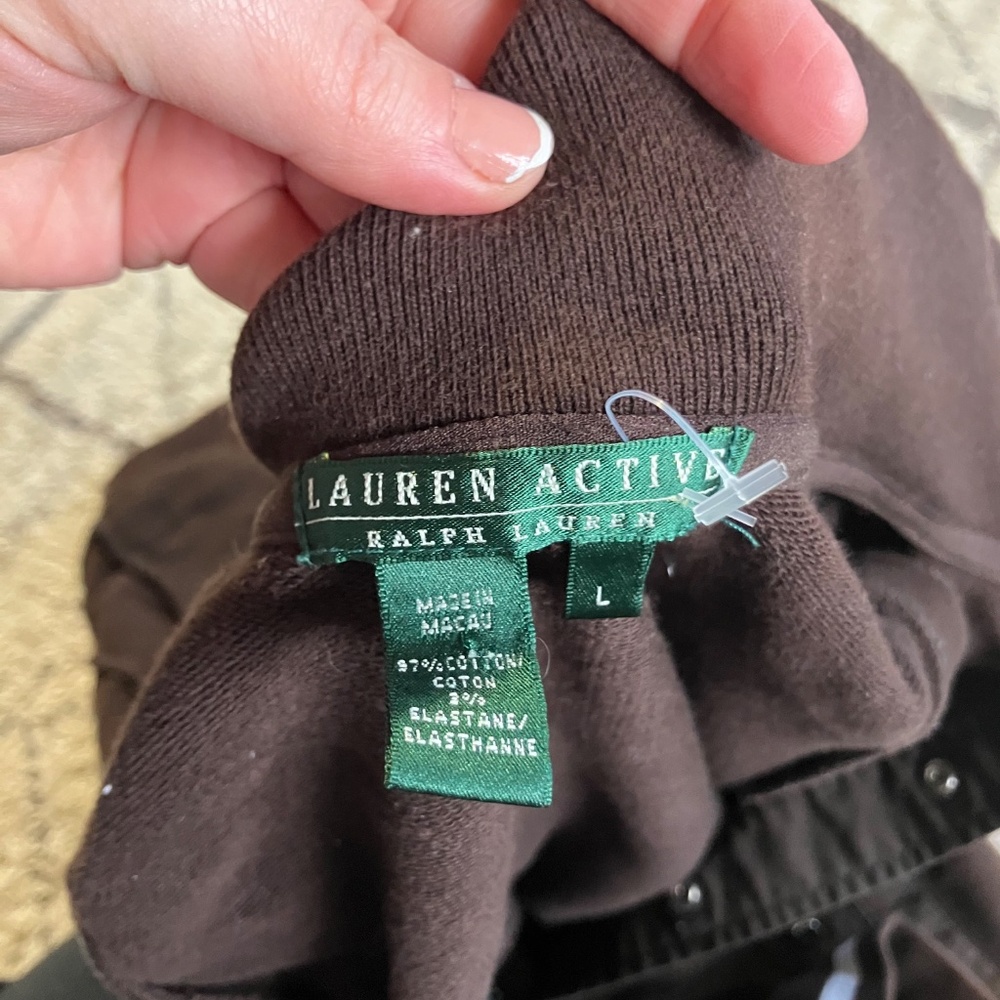 LAUREN ACTIVE
RALPH LAUREN
L
MADE IN
MACAU
97% COTTON/
COTON
3%
ELASTANE/
ELASTHANNE